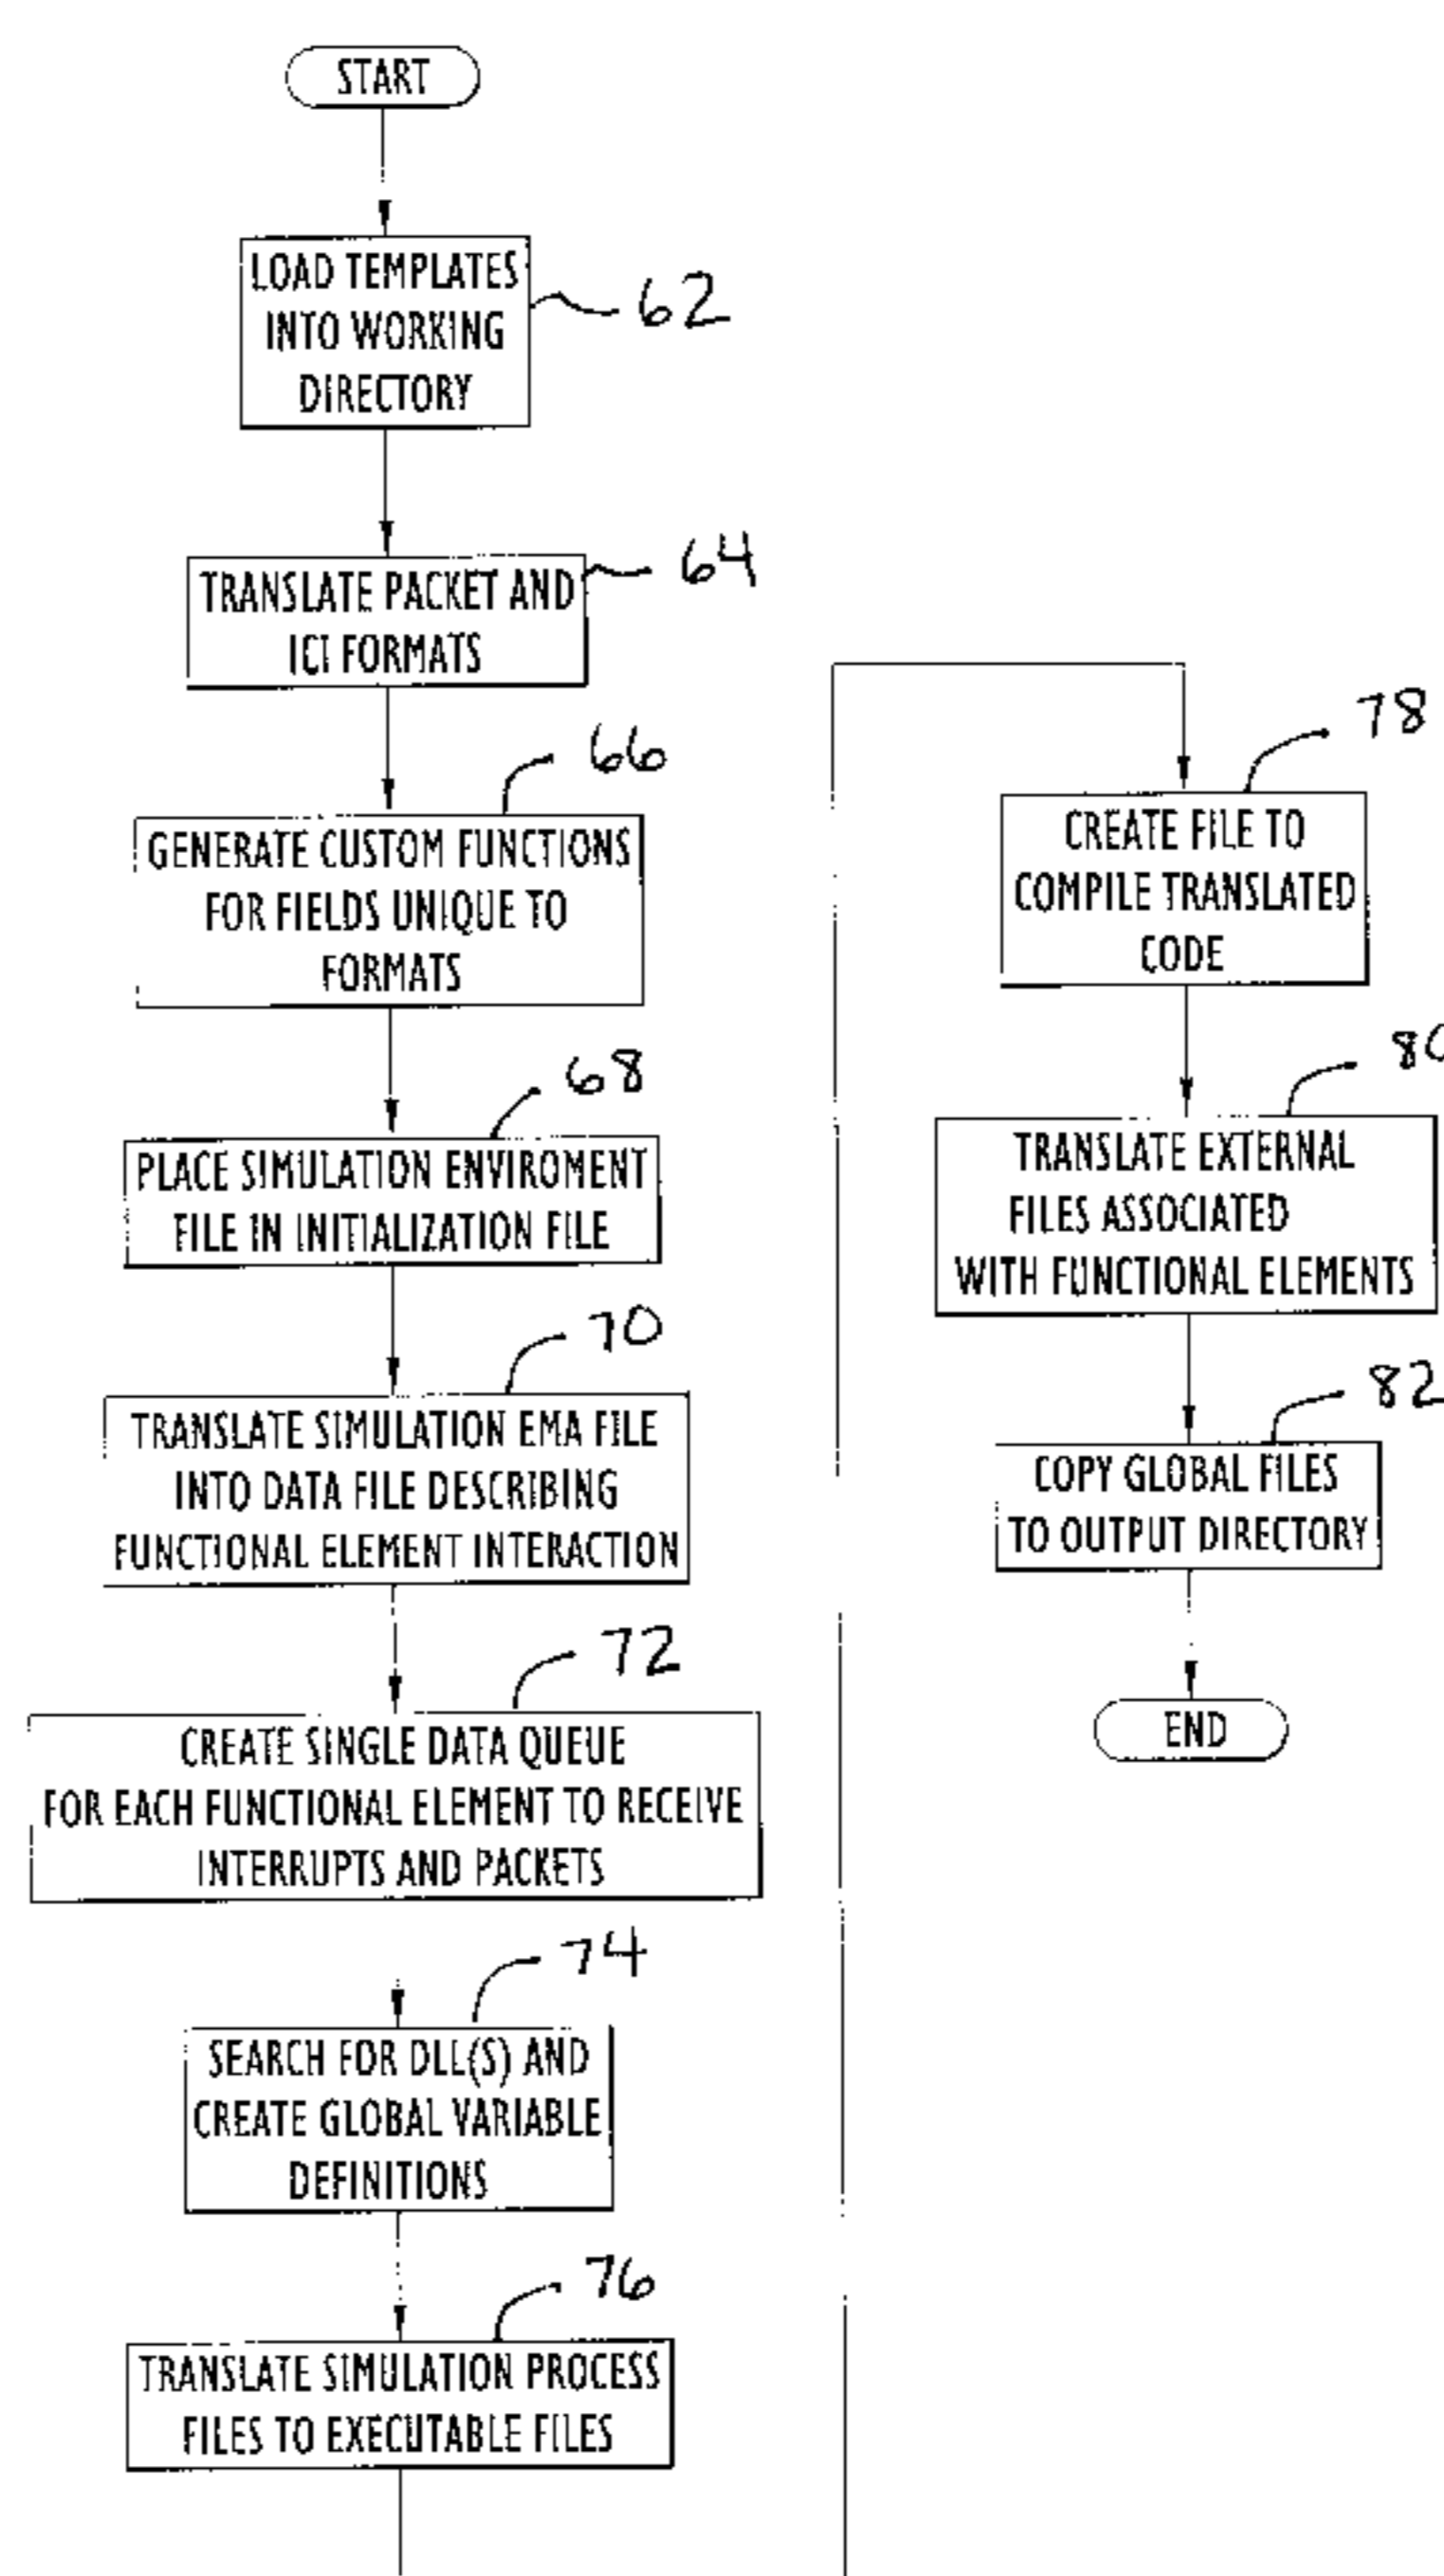 START
LOAD TEMPLATES
INTO WORKING
DIRECTORY
62
TRANSLATE PACKET AND
ICI FORMATS
64
66
GENERATE CUSTOM FUNCTIONS
FOR FIELDS UNIQUE TO
FORMATS
68
PLACE SIMULATION ENVIROMENT
FILE IN INITIALIZATION FILE
70
TRANSLATE SIMULATION EMA FILE
INTO DATA FILE DESCRIBING
FUNCTIONAL ELEMENT INTERACTION
72
CREATE SINGLE DATA QUEUE
FOR EACH FUNCTIONAL ELEMENT TO RECEIVE
INTERRUPTS AND PACKETS
74
SEARCH FOR DLL(S) AND
CREATE GLOBAL VARIABLE
DEFINITIONS
76
TRANSLATE SIMULATION PROCESS
FILES TO EXECUTABLE FILES
78
CREATE FILE TO
COMPILE TRANSLATED
CODE
80
TRANSLATE EXTERNAL
FILES ASSOCIATED
WITH FUNCTIONAL ELEMENTS
82
COPY GLOBAL FILES
TO OUTPUT DIRECTORY
END